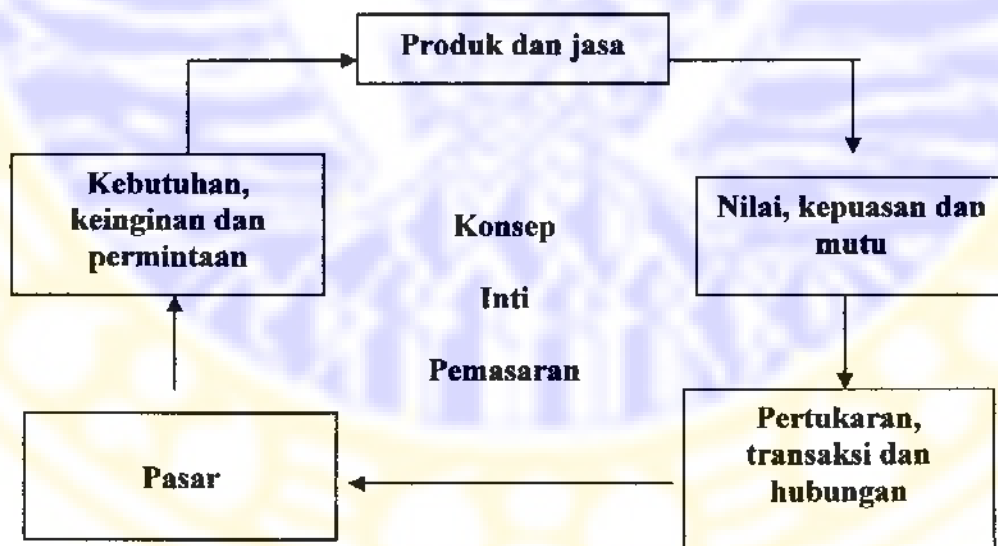 Produk dan jasa
Kebutuhan,
keinginan dan
permintaan
Konsep
Inti
Pemasaran
Nilai, kepuasan dan
mutu
Pertukaran,
transaksi dan
hubungan
Pasar